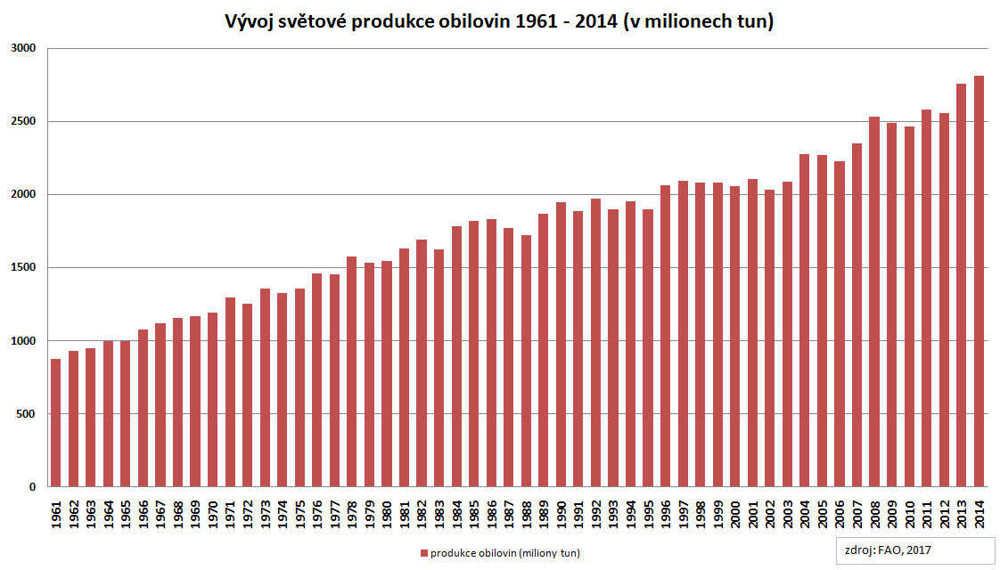 Vývoj světové produkce obilovin 1961 - 2014 (v milionech tun)
3000
2500
2000
1500
1000
500
0
1961 1962 1963 1964 1965 1966 1967 1968 1969 1970 1971 1972 1973 1974 1975 1976 1977 1978 1979 1980 1981 1982 1983 1984 1985 1986 1987 1988 1989 1990 1991 1992 1993 1994 1995 1996 1997 1998 1999 2000 2001 2002 2003 2004 2005 2006 2007 2008 2009 2010 2011 2012 2013 2014
produkce obilovin (miliony tun)
zdroj: FAO, 2017